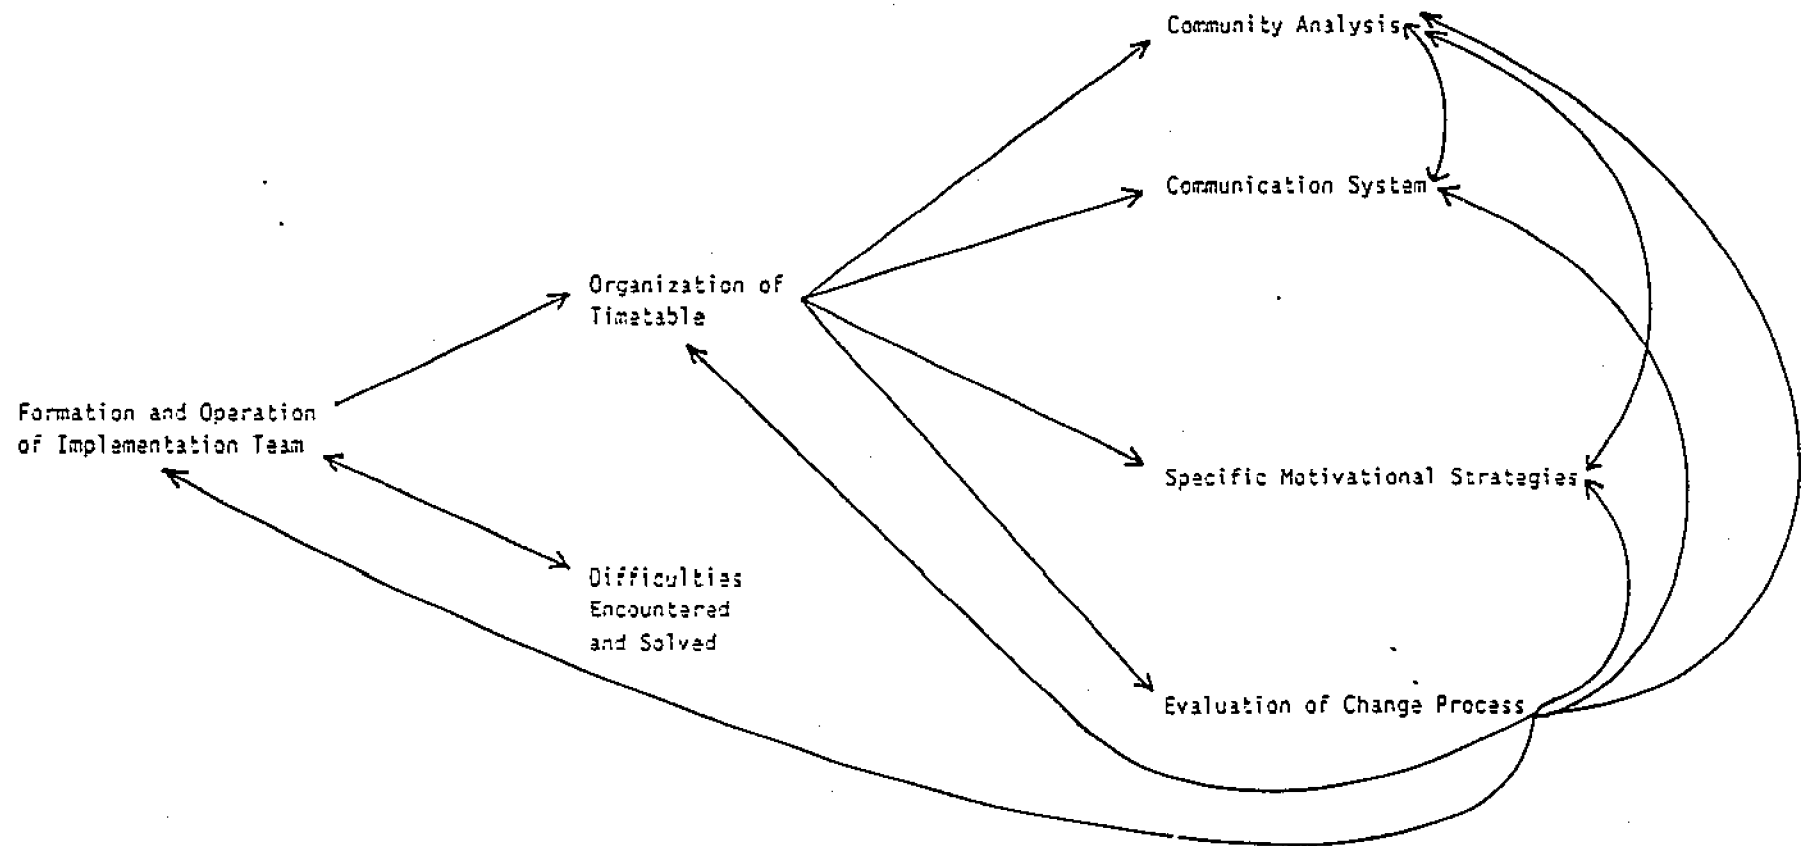 Community Analysis
Communication System
Organization of
Timetable
Formation and Operation
of Implementation Team
Specific Motivational Strategies
Difficulties
Encountered
and Solved
Evaluation of Change Process